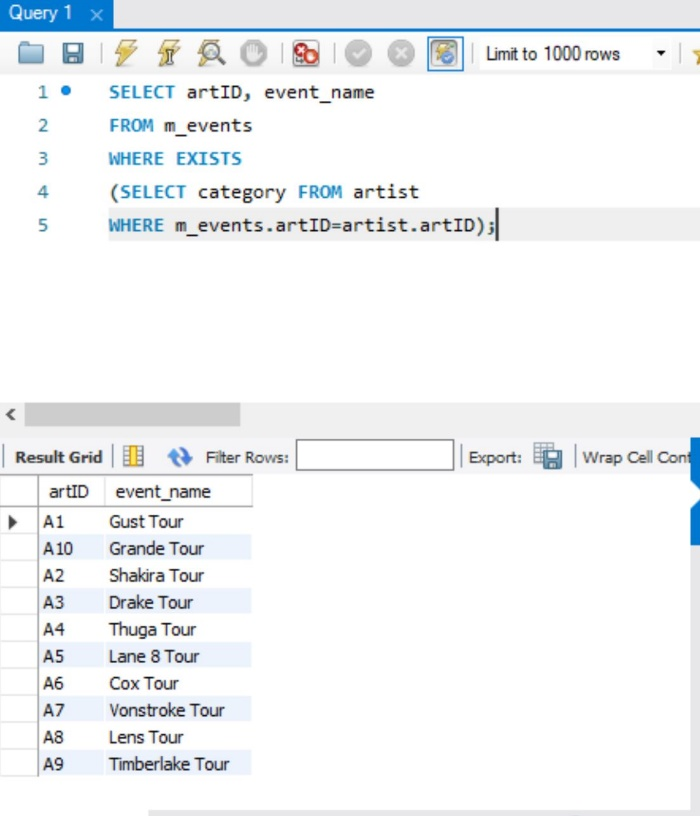 Query 1
Limit to 1000 rows
1 SELECT artID, event_name
2 FROM m_events
3 WHERE EXISTS
4 (SELECT category FROM artist
5 WHERE m_events.artID=artist.artID);
Result Grid Filter Rows: Export: Wrap Cell Cont
artID event_name
A1 Gust Tour
A10 Grande Tour
A2 Shakira Tour
A3 Drake Tour
A4 Thuga Tour
A5 Lane 8 Tour
A6 Cox Tour
A7 Vonstroke Tour
A8 Lens Tour
A9 Timberlake Tour